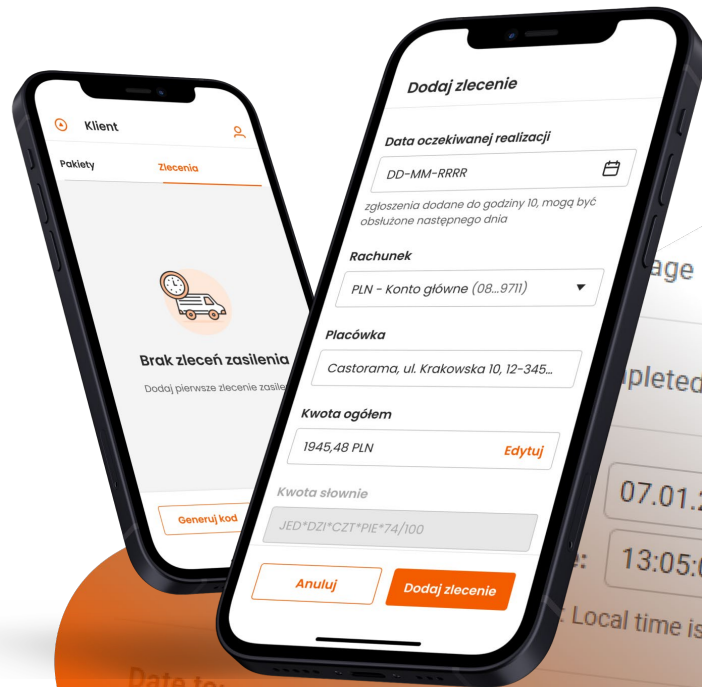 Klient
Pakiety
Zlecenia
Brak zleceń zasilenia
Dodaj pierwsze zlecenie
Generuj kod
Dodaj zlecenie
Data oczekiwanej realizacji
DD-MM-RRRR
zgłoszenia dodane do godziny 10, mogą być
obsłużone następnego dnia
Rachunek
PLN - Konto główne (08...9711)
Placówka
Castorama, ul. Krakowska 10, 12-345...
Kwota ogółem
1945,48 PLN
Edytuj
Kwota słownie
JED*DZI*CZT*PIE*74/100
Anuluj
Dodaj zlecenie
07.01.2
13:05:0
Local time is
Date to: